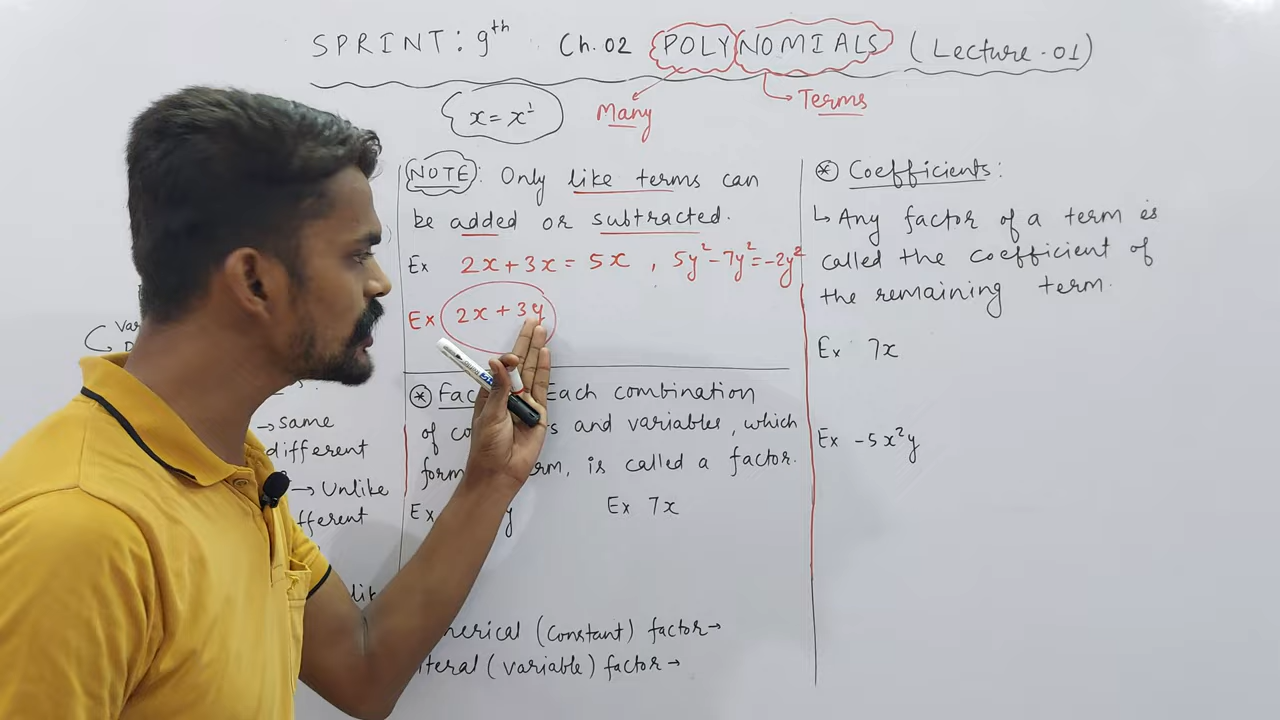 SPRINT: 9th Ch. 02 POLYNOMIALS (Lecture-01)
x = x¹ Many Terms
NOTE: Only like terms can
be added or subtracted.
Ex 2x+3x = 5x , 5y²-7y²=-2y²
Ex 2x+3y
Each combination
of and variables, which
form, is called a factor.
Ex y Ex 7x
(constant) factor→
(variable) factor→
→same
different
→ Unlike
* Coefficients:
↳ Any factor of a term is
called the coefficient of
the remaining term.
Ex 7x
Ex -5x²y